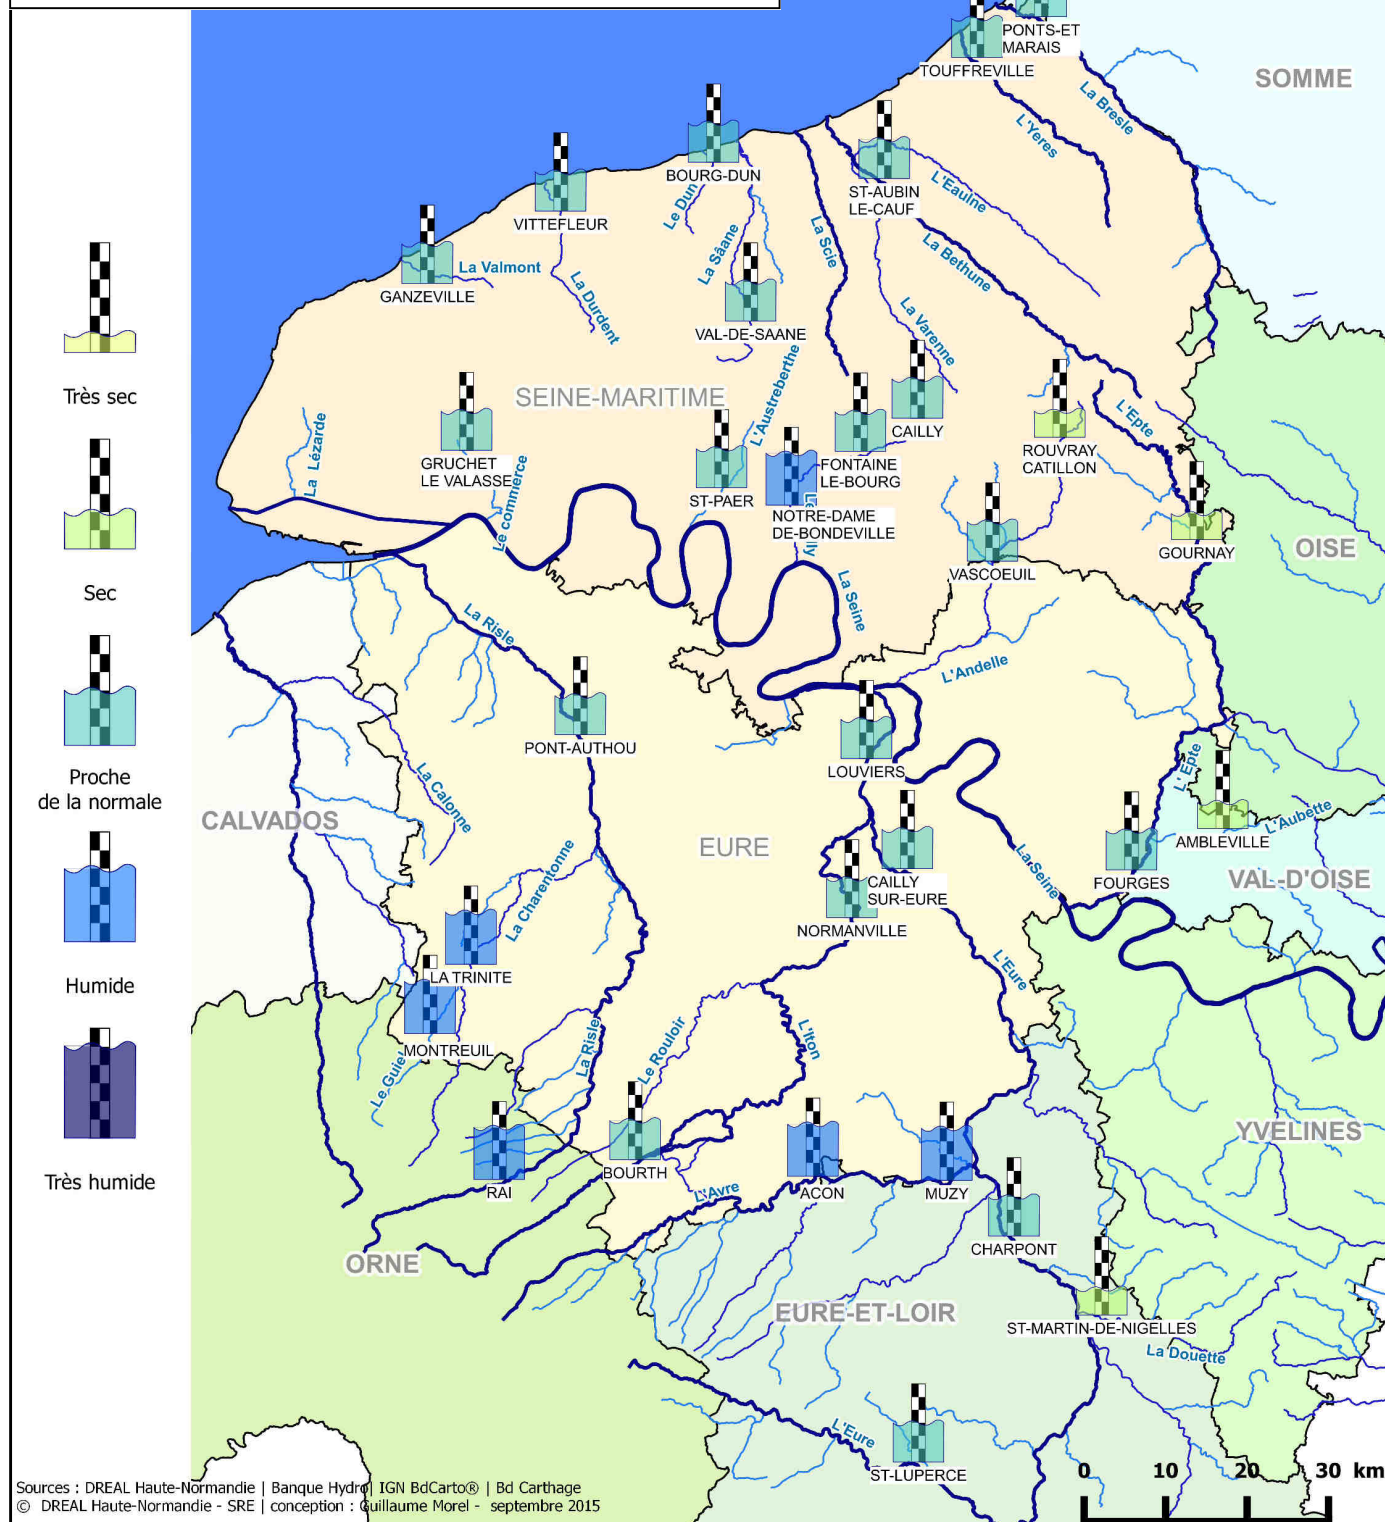 PONTS-ET
MARAIS
TOUFFREVILLE
SOMME
La Bresle
L'Yeres
BOURG-DUN
ST-AUBIN
LE-CAUF
L'Eaulne
VITTEFLEUR
Le Dun
La Sâane
La Scie
La Bethune
GANZEVILLE
La Valmont
La Durdent
VAL-DE-SAANE
La Varenne
Très sec
SEINE-MARITIME
L'Austreberthe
CAILLY
L'Epte
La Lézarde
GRUCHET
LE VALASSE
Le commerce
ST-PAER
FONTAINE
LE-BOURG
ROUVRAY
CATILLON
NOTRE-DAME
DE-BONDEVILLE
GOURNAY
OISE
VASCOEUIL
Sec
La Seine
La Risle
L'Andelle
PONT-AUTHOU
LOUVIERS
Proche
de la normale
L' Epte
La Calonne
CALVADOS
EURE
AMBLEVILLE
L'Aubette
La Charentonne
CAILLY
SUR-EURE
La Seine
FOURGES
VAL-D'OISE
NORMANVILLE
LA TRINITE
L'Eure
Humide
MONTREUIL
Le Guiel
La Risle
Le Rouloir
L'Iton
YVELINES
BOURTH
Très humide
RAI
L'Avre
ACON
MUZY
CHARPONT
ORNE
EURE-ET-LOIR
ST-MARTIN-DE-NIGELLES
La Douette
L'Eure
ST-LUPERCE
0 10 20 30 km
Sources : DREAL Haute-Normandie | Banque Hydro| IGN BdCarto® | Bd Carthage
© DREAL Haute-Normandie - SRE | conception : Guillaume Morel - septembre 2015